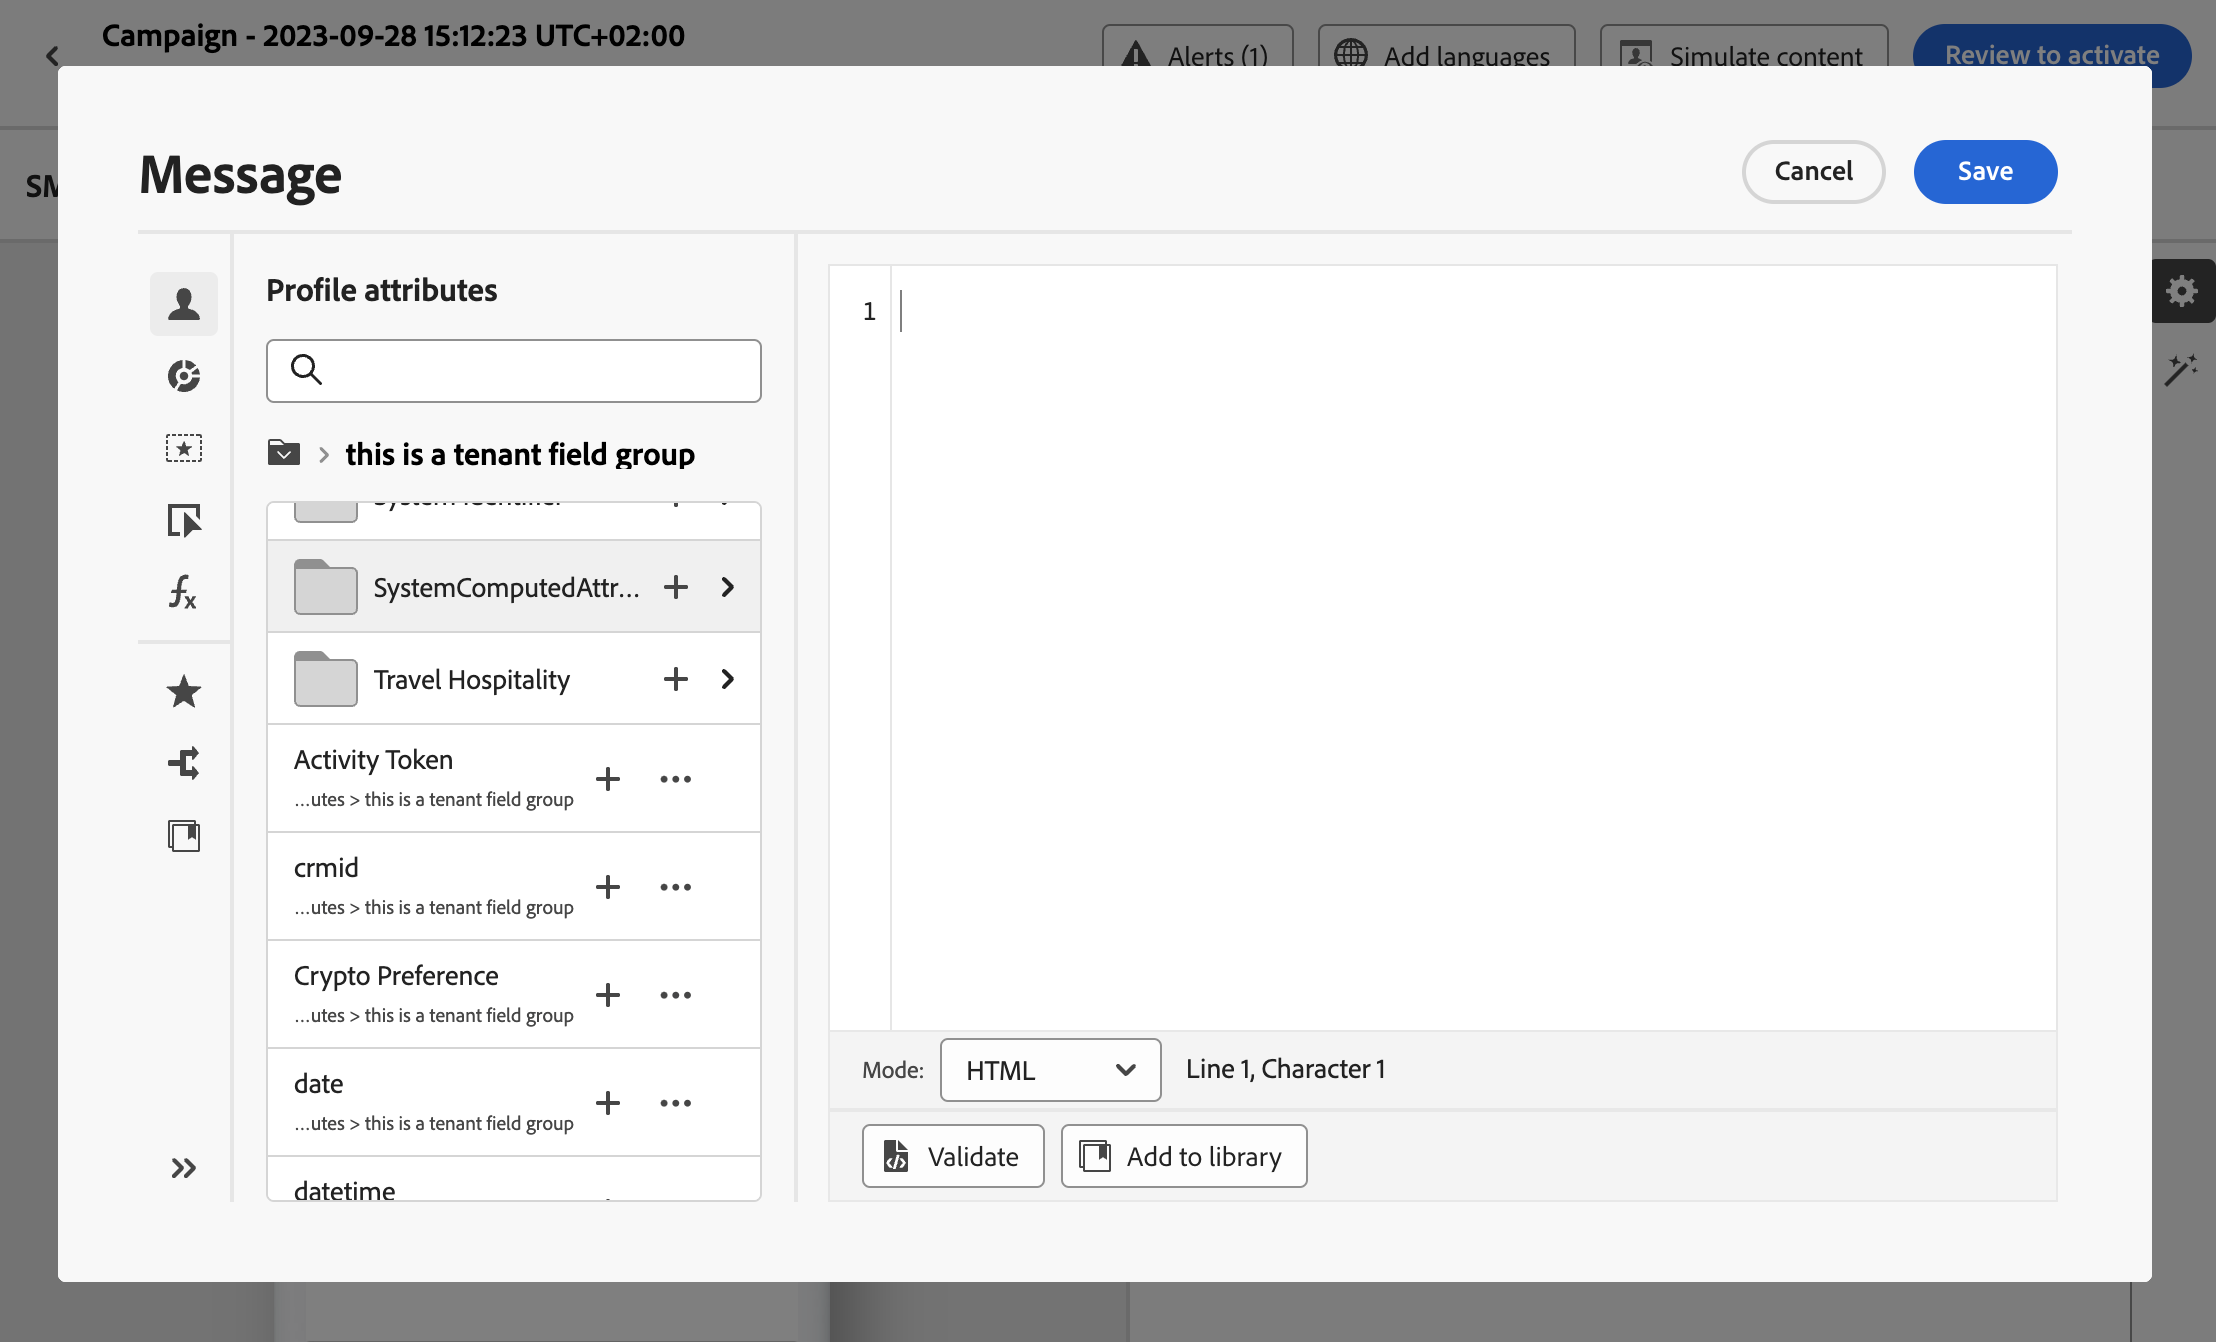 Campaign - 2023-09-28 15:12:23 UTC+02:00
Alerts (1)
Add languages
Simulate content
Review to activate
Message
Cancel
Save
Profile attributes
this is a tenant field group
SystemComputedAttr...
Travel Hospitality
Activity Token
...utes > this is a tenant field group
crmid
...utes > this is a tenant field group
Crypto Preference
...utes > this is a tenant field group
date
...utes > this is a tenant field group
datetime
1
Mode:
HTML
Line 1, Character 1
Validate
Add to library